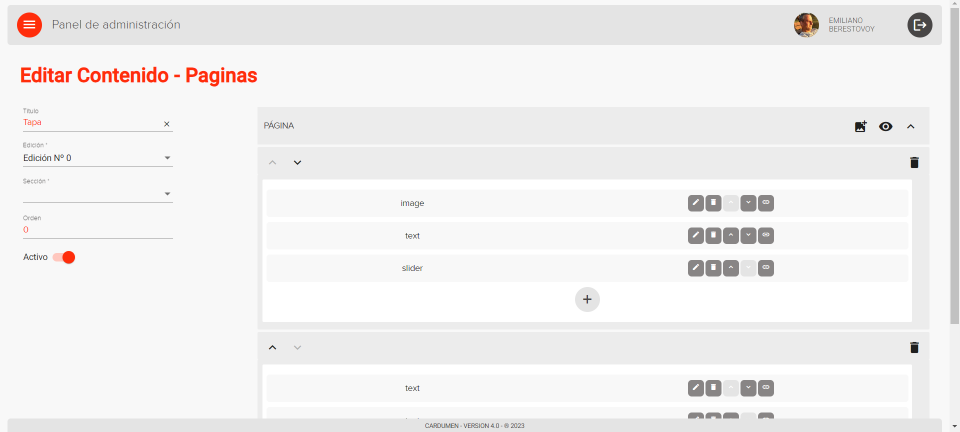 Panel de administración
EMILIANO
BERESTOVOY
Editar Contenido - Paginas
Título
Tapa
Edición *
Edición Nº 0
Sección *
Orden
0
Activo
PÁGINA
image
text
slider
text
CARDUMEN - VERSION 4.0 - ® 2023